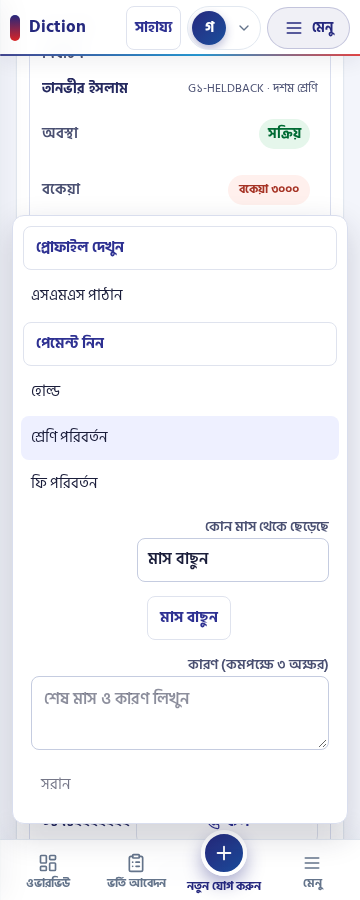 Diction
সাহায্য
গ
মেনু
তানভীর ইসলাম
G১-HELDBACK · দশম শ্রেণি
অবস্থা
সক্রিয়
বকেয়া
বকেয়া ৩০০০
প্রোফাইল দেখুন
এসএমএস পাঠান
পেমেন্ট নিন
হোল্ড
শ্রেণি পরিবর্তন
ফি পরিবর্তন
কোন মাস থেকে ছেড়েছে
মাস বাছুন
মাস বাছুন
কারণ (কমপক্ষে ৩ অক্ষর)
শেষ মাস ও কারণ লিখুন
সরান
ওভারভিউ
ভর্তি আবেদন
নতুন যোগ করুন
মেনু